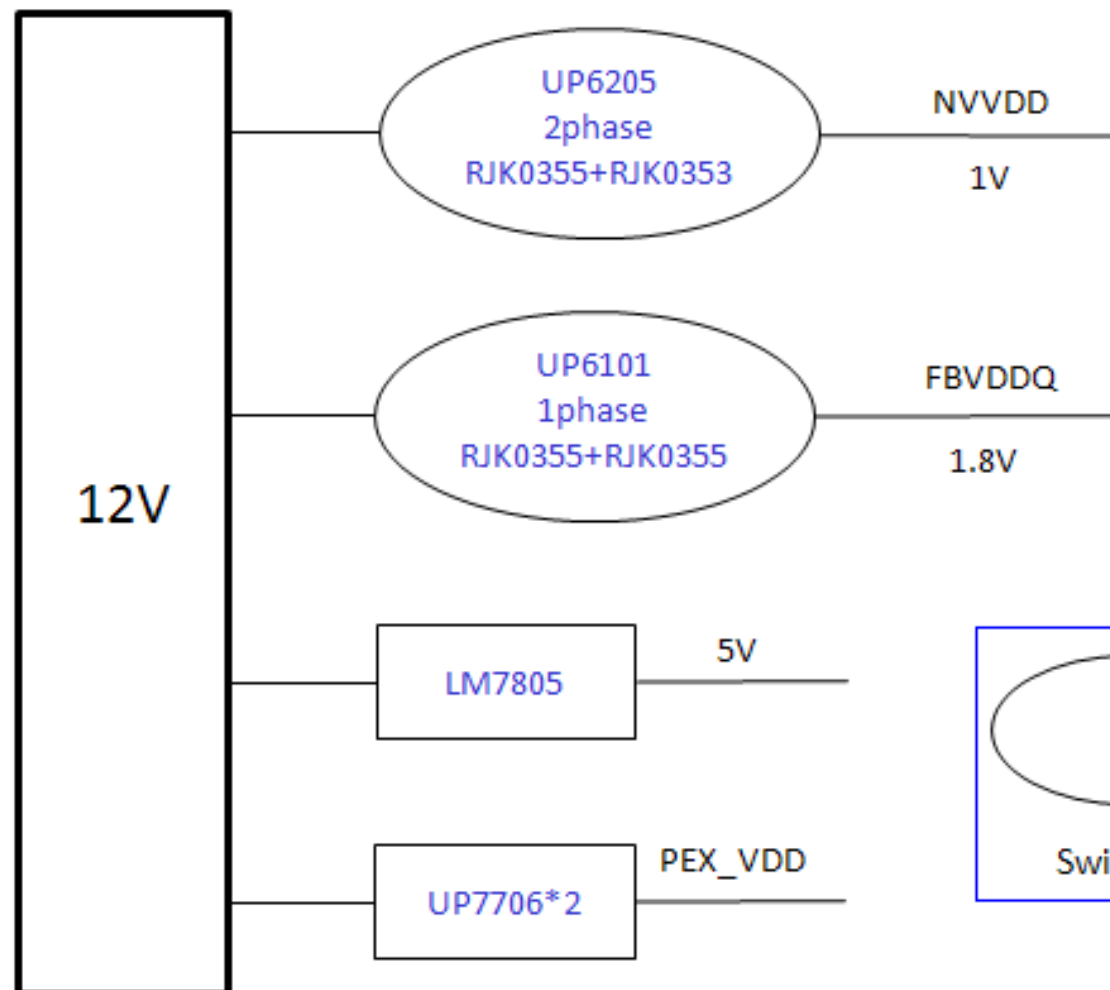 12V
UP6205
2phase
RJK0355+RJK0353
NVVDD
1V
UP6101
1phase
RJK0355+RJK0355
FBVDDQ
1.8V
LM7805
5V
UP7706*2
PEX_VDD
Swi